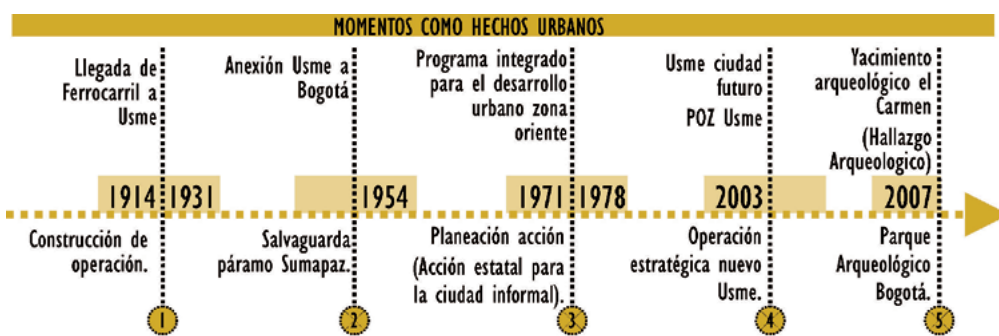 MOMENTOS COMO HECHOS URBANOS
Llegada de
Ferrocarril a
Usme
1914
1931
Construcción de
operación.
1
Anexión Usme a
Bogotá
1954
Salvaguarda
páramo Sumapaz.
2
Programa integrado
para el desarrollo
urbano zona
oriente
1971
1978
Planeación acción
(Acción estatal para
la ciudad informal).
3
Usme ciudad
futuro
POZ Usme
2003
Operación
estratégica nuevo
Usme.
4
Yacimiento
arqueológico el
Carmen
(Hallazgo
Arqueologico)
2007
Parque
Arqueológico
Bogotá.
5